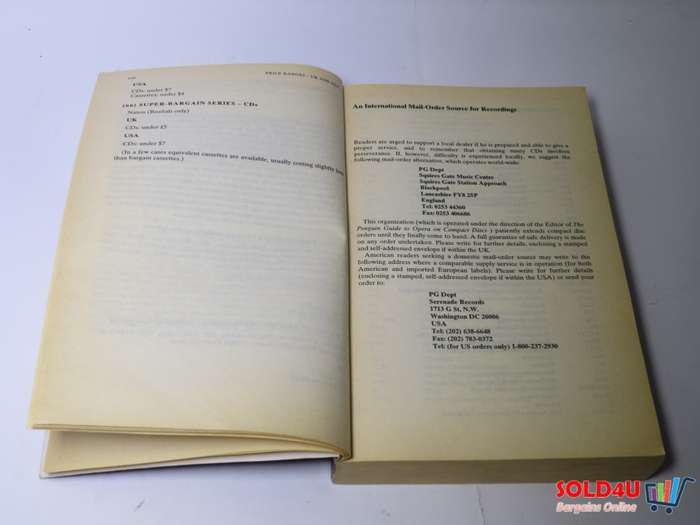 PRICE RANGES – UK AND
USA
CDs: under $7
Cassettes: under $4
(BB) SUPER-BARGAIN SERIES – CDs
Naxos (Rosebub only)
UK
CDs: under £5
USA
CDs: under $7
(In a few cases equivalent cassettes are available, usually costing slightly less
than bargain cassettes.)
An International Mail-Order Source for Recordings
Readers are urged to support a local dealer if he is prepared and able to give a
proper service, and to remember that obtaining many CDs involves
perseverance. If, however, difficulty is experienced locally, we suggest the
following mail-order alternative, which operates world-wide:
PG Dept
Squires Gate Music Centre
Squires Gate Station Approach
Blackpool
Lancashire FY8 2SP
England
Tel: 0253 44360
Fax: 0253 406686
This organization (which is operated under the direction of the Editor of The
Penguin Guide to Opera on Compact Discs) patiently extends compact disc
orders until they finally come to hand. A full guarantee of safe delivery is made
on any order undertaken. Please write for further details, enclosing a stamped
and self-addressed envelope if within the UK.
American readers seeking a domestic mail-order source may write to the
following address where a comparable supply service is in operation (for both
American and imported European labels). Please write for further details
(enclosing a stamped, self-addressed envelope if within the USA) or send your
order to:
PG Dept
Serenade Records
1713 G St, N.W.
Washington DC 20006
USA
Tel: (202) 638-6648
Fax: (202) 783-0372
Tel: (for US orders only) 1-800-237-2930
SOLD4U
Bargains Online